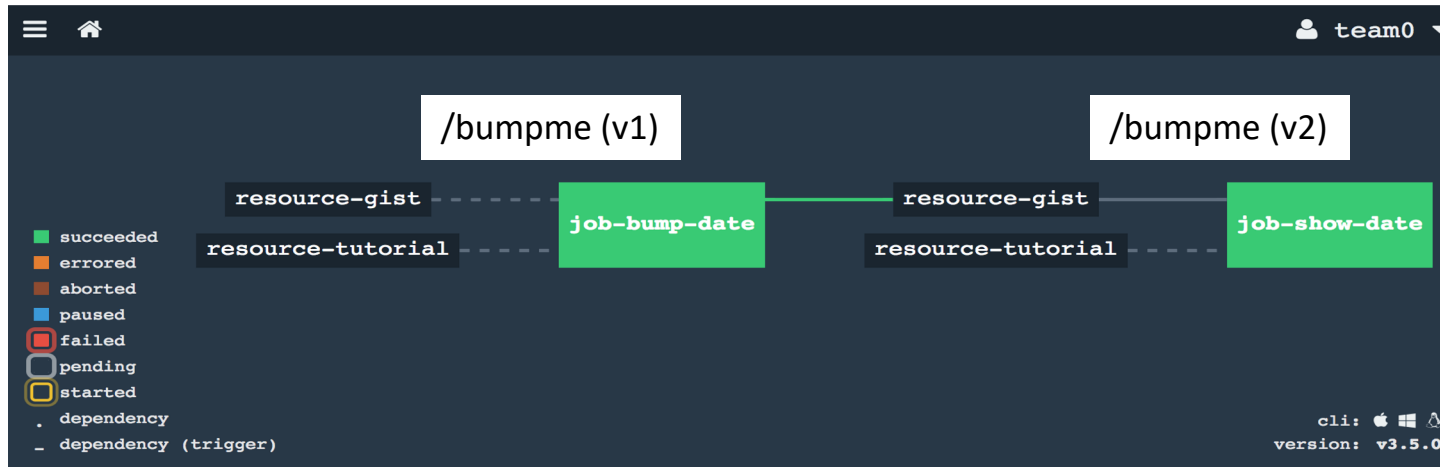 team0
/bumpme (v1)
/bumpme (v2)
resource-gist
resource-tutorial
job-bump-date
resource-gist
resource-tutorial
job-show-date
succeeded
errored
aborted
paused
failed
pending
started
. dependency
– dependency (trigger)
cli:
version: v3.5.0